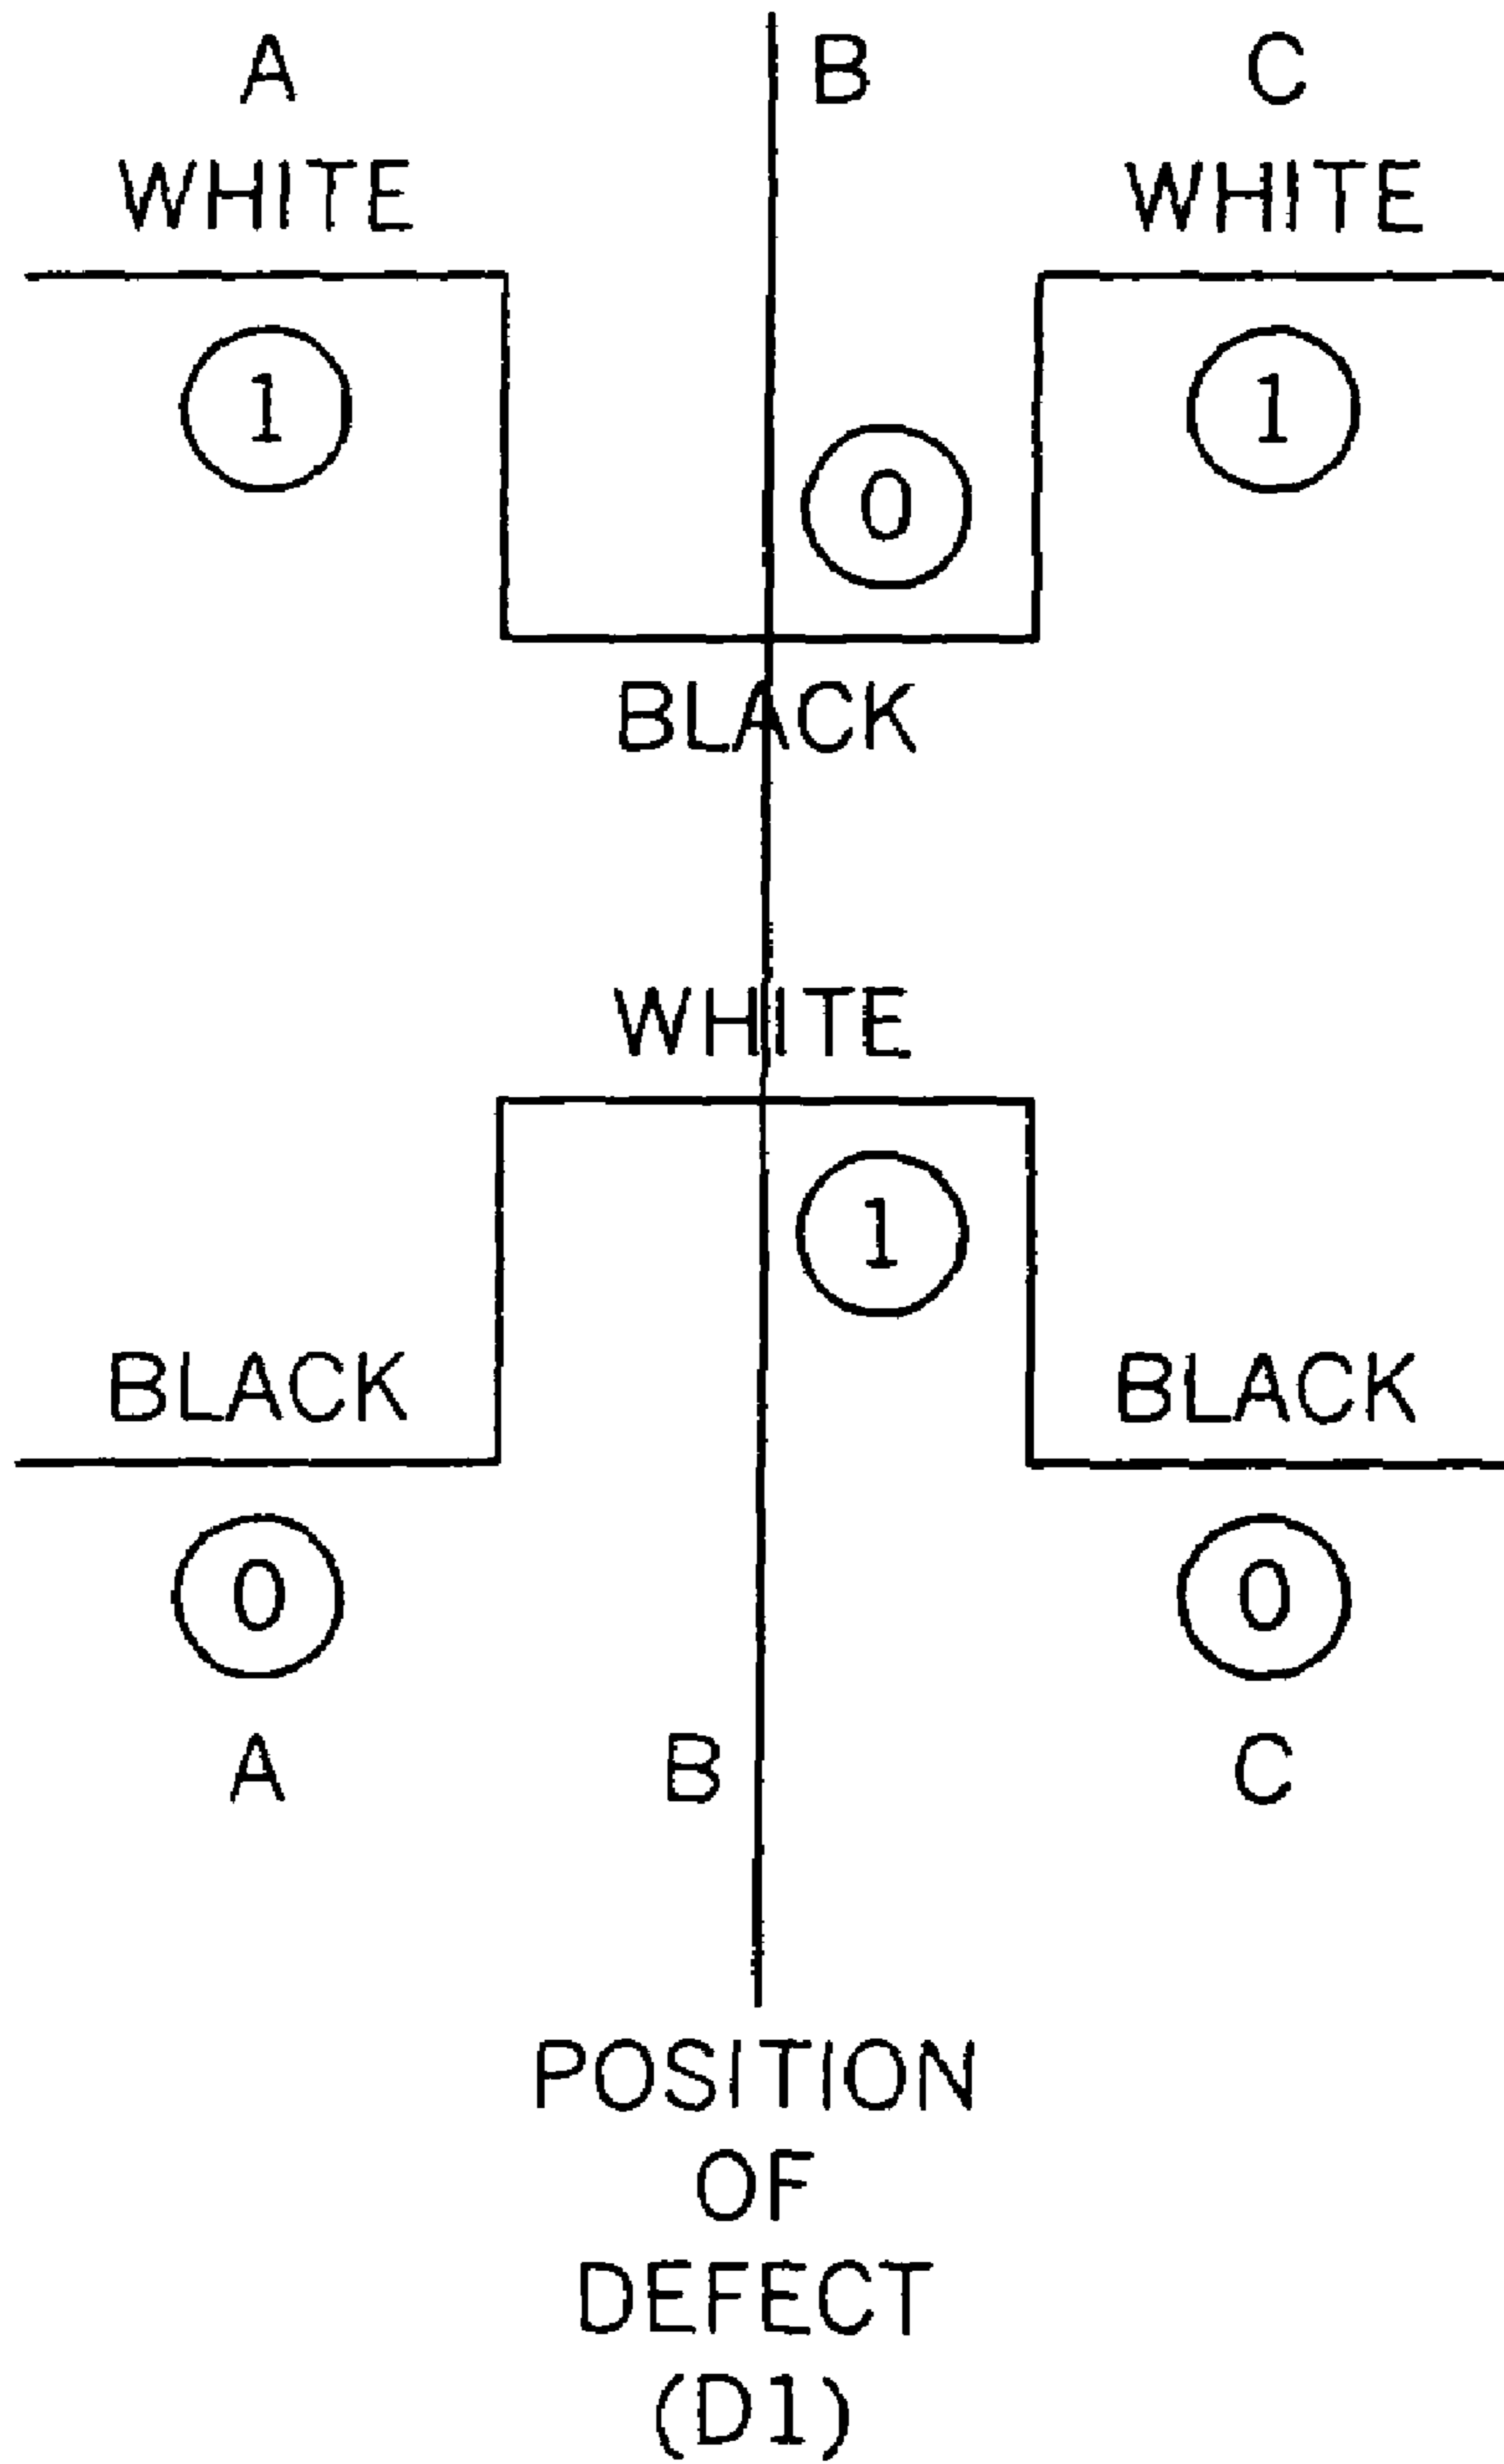 A B C
WHITE WHITE
1 1
0
BLACK
WHITE
1
BLACK BLACK
0 0
A B C
POSITION
OF
DEFECT
(D1)